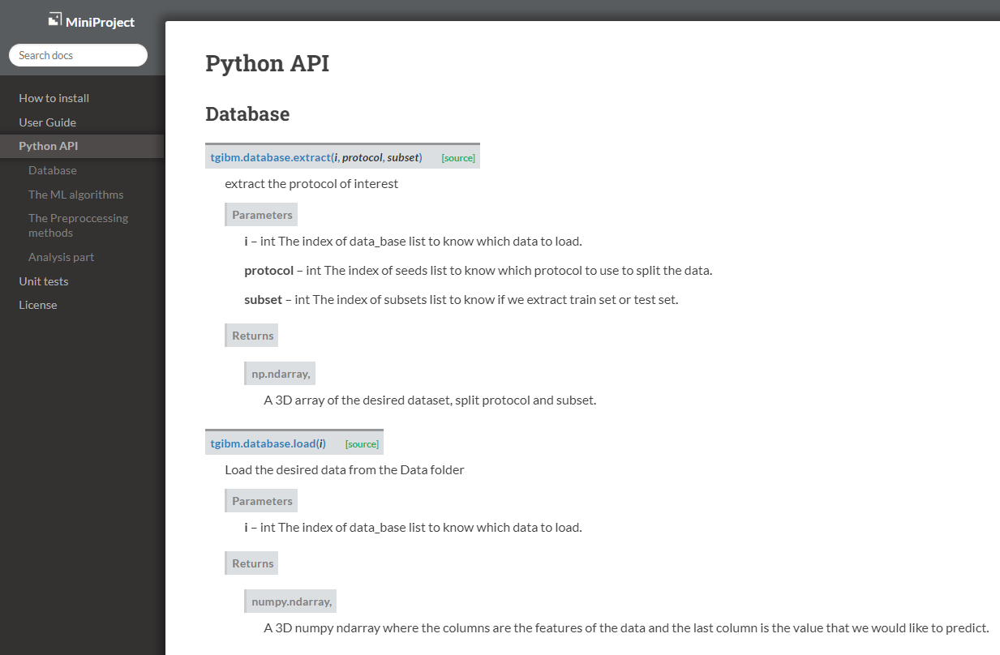 MiniProject
Search docs
How to install
User Guide
Python API
Database
The ML algorithms
The Preproccessing
methods
Analysis part
Unit tests
License
Python API
Database
tgibm.database.extract(i, protocol, subset) [source]
extract the protocol of interest
Parameters
i – int The index of data_base list to know which data to load.
protocol – int The index of seeds list to know which protocol to use to split the data.
subset – int The index of subsets list to know if we extract train set or test set.
Returns
np.ndarray,
A 3D array of the desired dataset, split protocol and subset.
tgibm.database.load(i) [source]
Load the desired data from the Data folder
Parameters
i – int The index of data_base list to know which data to load.
Returns
numpy.ndarray,
A 3D numpy ndarray where the columns are the features of the data and the last column is the value that we would like to predict.